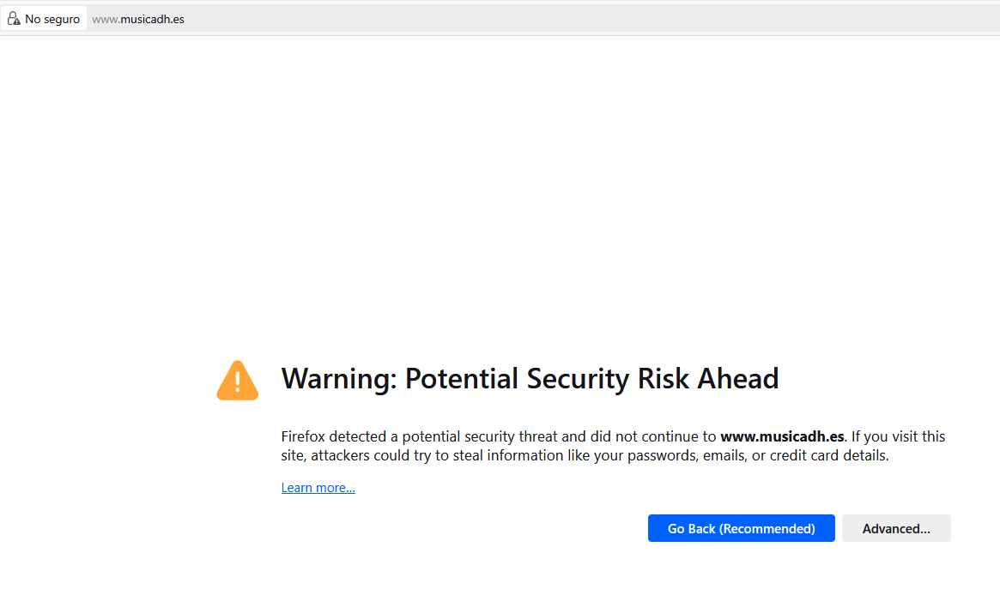 No seguro www.musicadh.es
Warning: Potential Security Risk Ahead
Firefox detected a potential security threat and did not continue to www.musicadh.es. If you visit this
site, attackers could try to steal information like your passwords, emails, or credit card details.
Learn more...
Go Back (Recommended) Advanced...